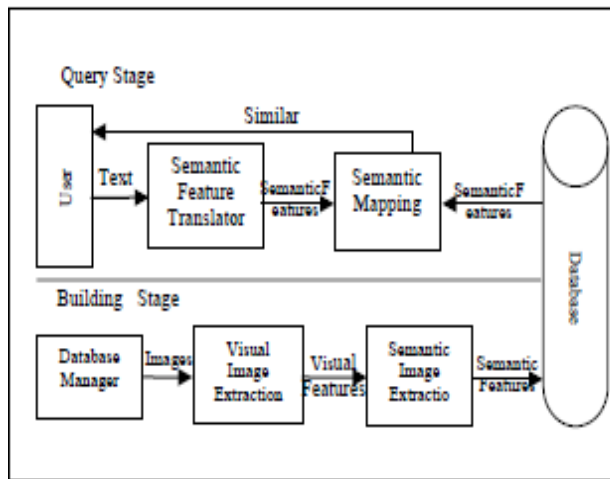 Query Stage
Similar
User
Text
Semantic
Feature
Translator
SemanticF
eatures
Semantic
Mapping
SemanticF
eatures
Database
Building Stage
Database
Manager
Images
Visual
Image
Extraction
Visual
Features
Semantic
Image
Extractio
Semantic
Features